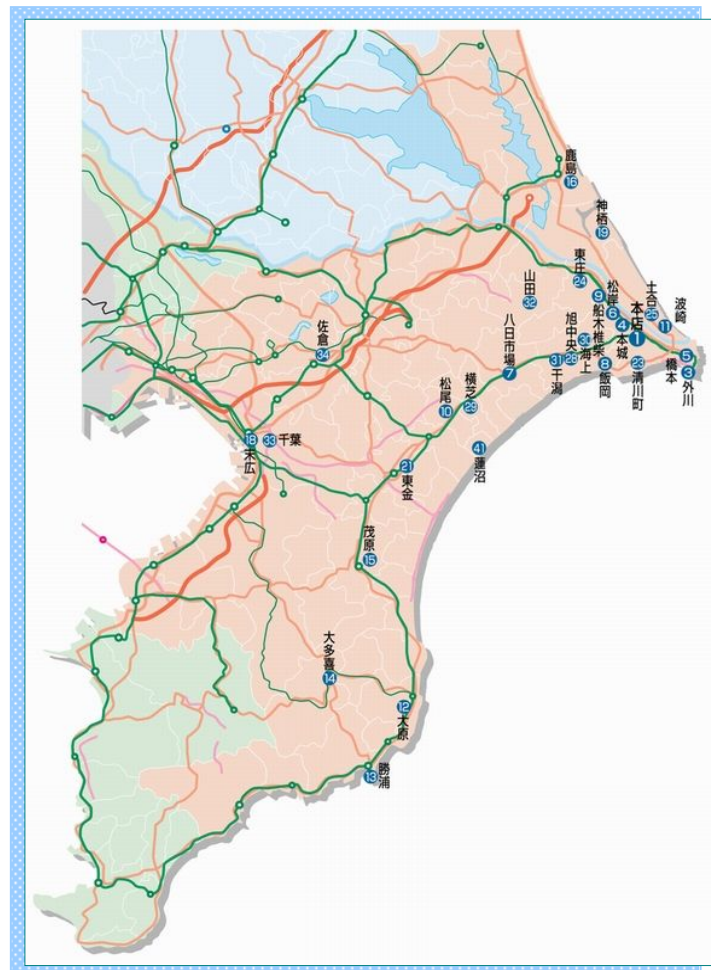 鹿島
16
神栖
19
東庄
24
山田
32
松岸
6
土合
25
波崎
11
船木椎柴
9
本城
4
本店
1
佐倉
34
八日市場
7
旭中央
28
海上
30
干潟
31
飯岡
8
清川町
23
橋本
5
外川
3
横芝
29
松尾
10
18
末広
33 千葉
41
蓮沼
21
東金
茂原
15
大多喜
14
12
大原
13
勝浦